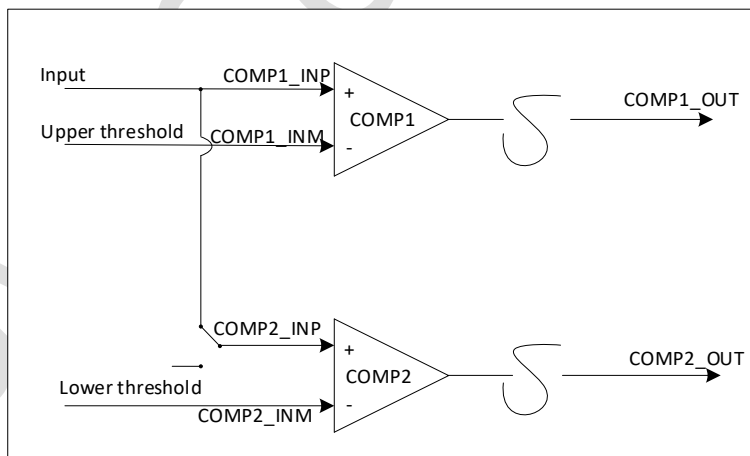 Input
COMP1_INP
+
COMP1
COMP1_OUT
Upper threshold
COMP1_INM
-
COMP2_INP
+
COMP2
COMP2_OUT
Lower threshold
COMP2_INM
-